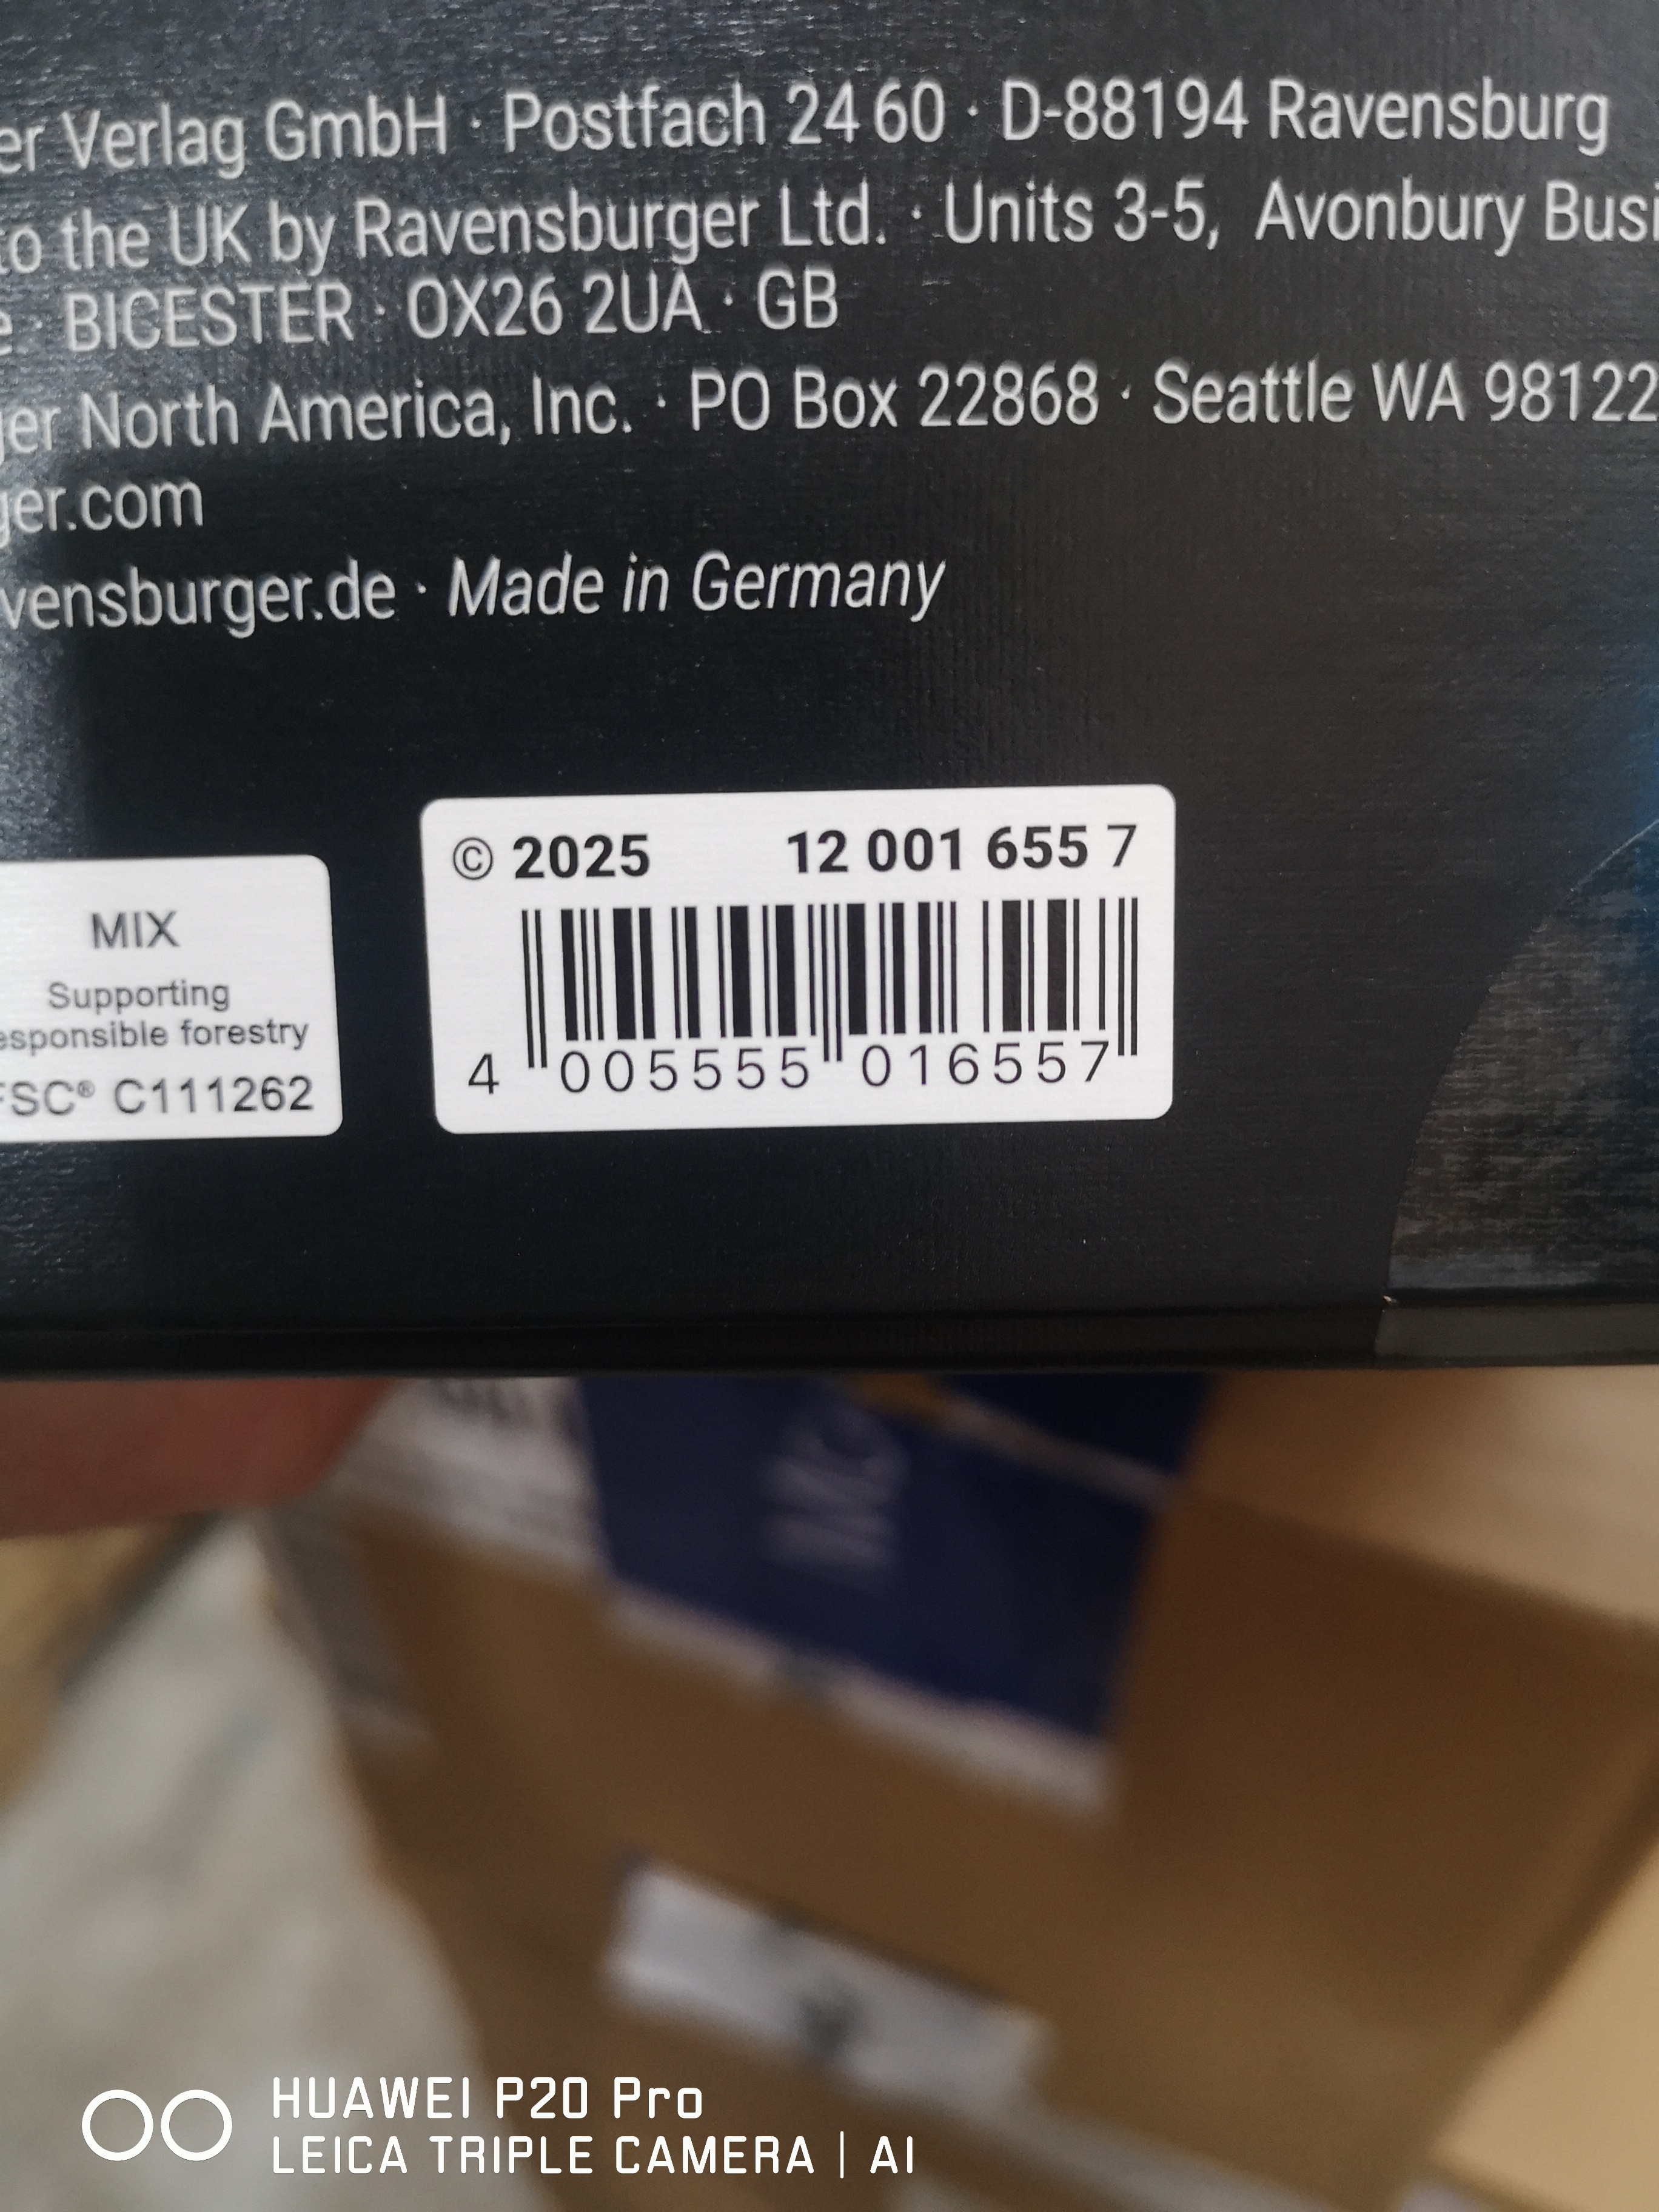 er Verlag GmbH · Postfach 24 60 · D-88194 Ravensburg
to the UK by Ravensburger Ltd. · Units 3-5, Avonbury Busi
e · BICESTER · OX26 2UA · GB
ger North America, Inc. · PO Box 22868 · Seattle WA 98122
ger.com
vensburger.de · Made in Germany
© 2025 12 001 655 7
MIX
Supporting
esponsible forestry
FSC® C111262
4 005555 016557
HUAWEI P20 Pro
LEICA TRIPLE CAMERA | AI